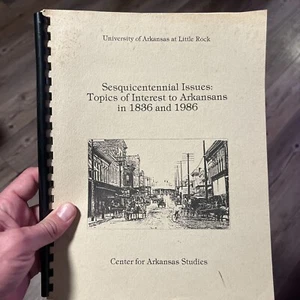 University of Arkansas at Little Rock
Sesquicentennial Issues:
Topics of Interest to Arkansans
in 1836 and 1986
Center for Arkansas Studies